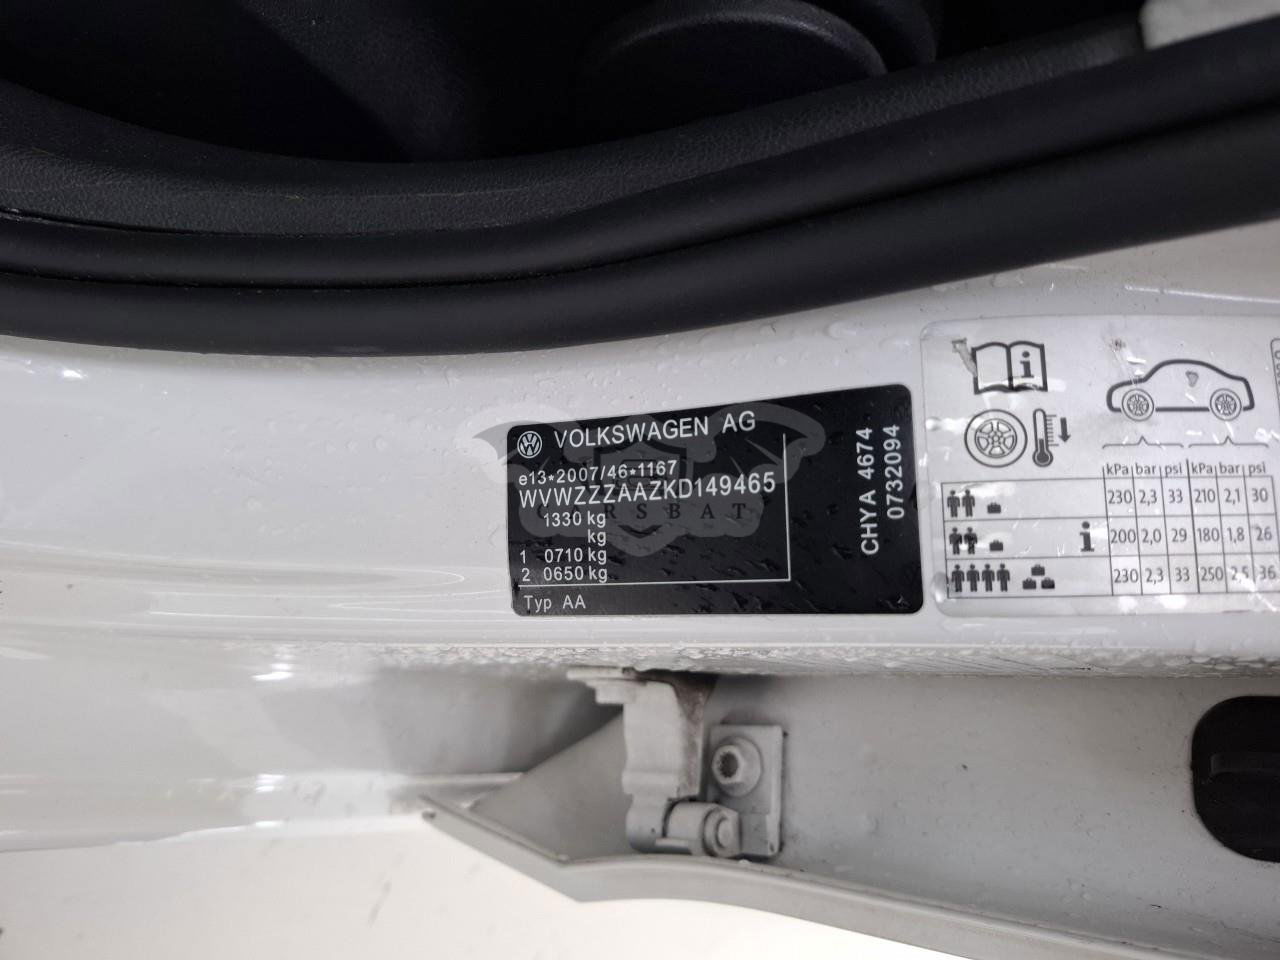 VOLKSWAGEN AG
e13*2007/46*1167
WVWZZZAAZKD149465
1330 kg
kg
1 0710 kg
2 0650 kg
Typ AA
CHYA 4674
0732094
CARSBAT
i
kPa bar psi kPa bar psi
230 2,3 33 210 2,1 30
i 200 2,0 29 180 1,8 26
230 2,3 33 250 2,5 36